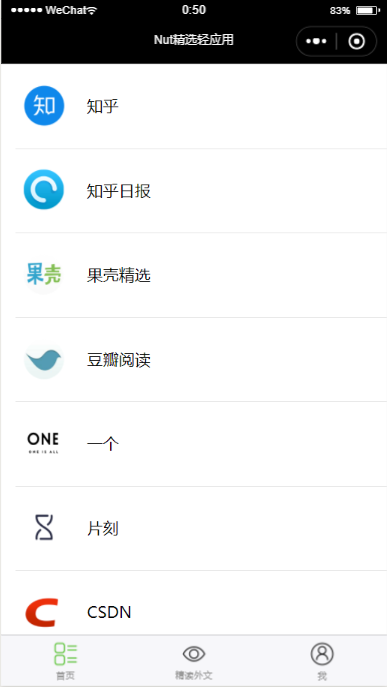 WeChat 0:50 83%
Nut精选轻应用
知 知乎
知乎日报
果壳 果壳精选
豆瓣阅读
ONE 一个
ONE IS ALL
片刻
CSDN
首页 精读外文 我